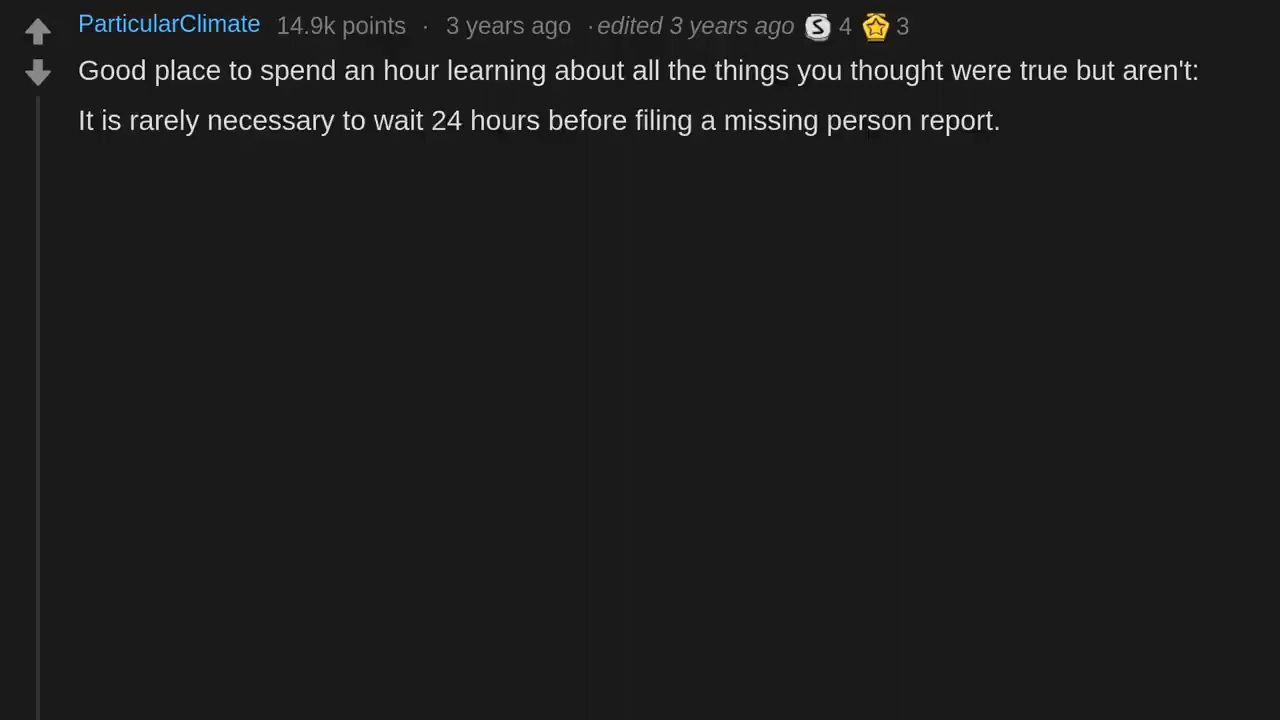 ParticularClimate 14.9k points · 3 years ago · edited 3 years ago S 4 3
Good place to spend an hour learning about all the things you thought were true but aren't:
It is rarely necessary to wait 24 hours before filing a missing person report.